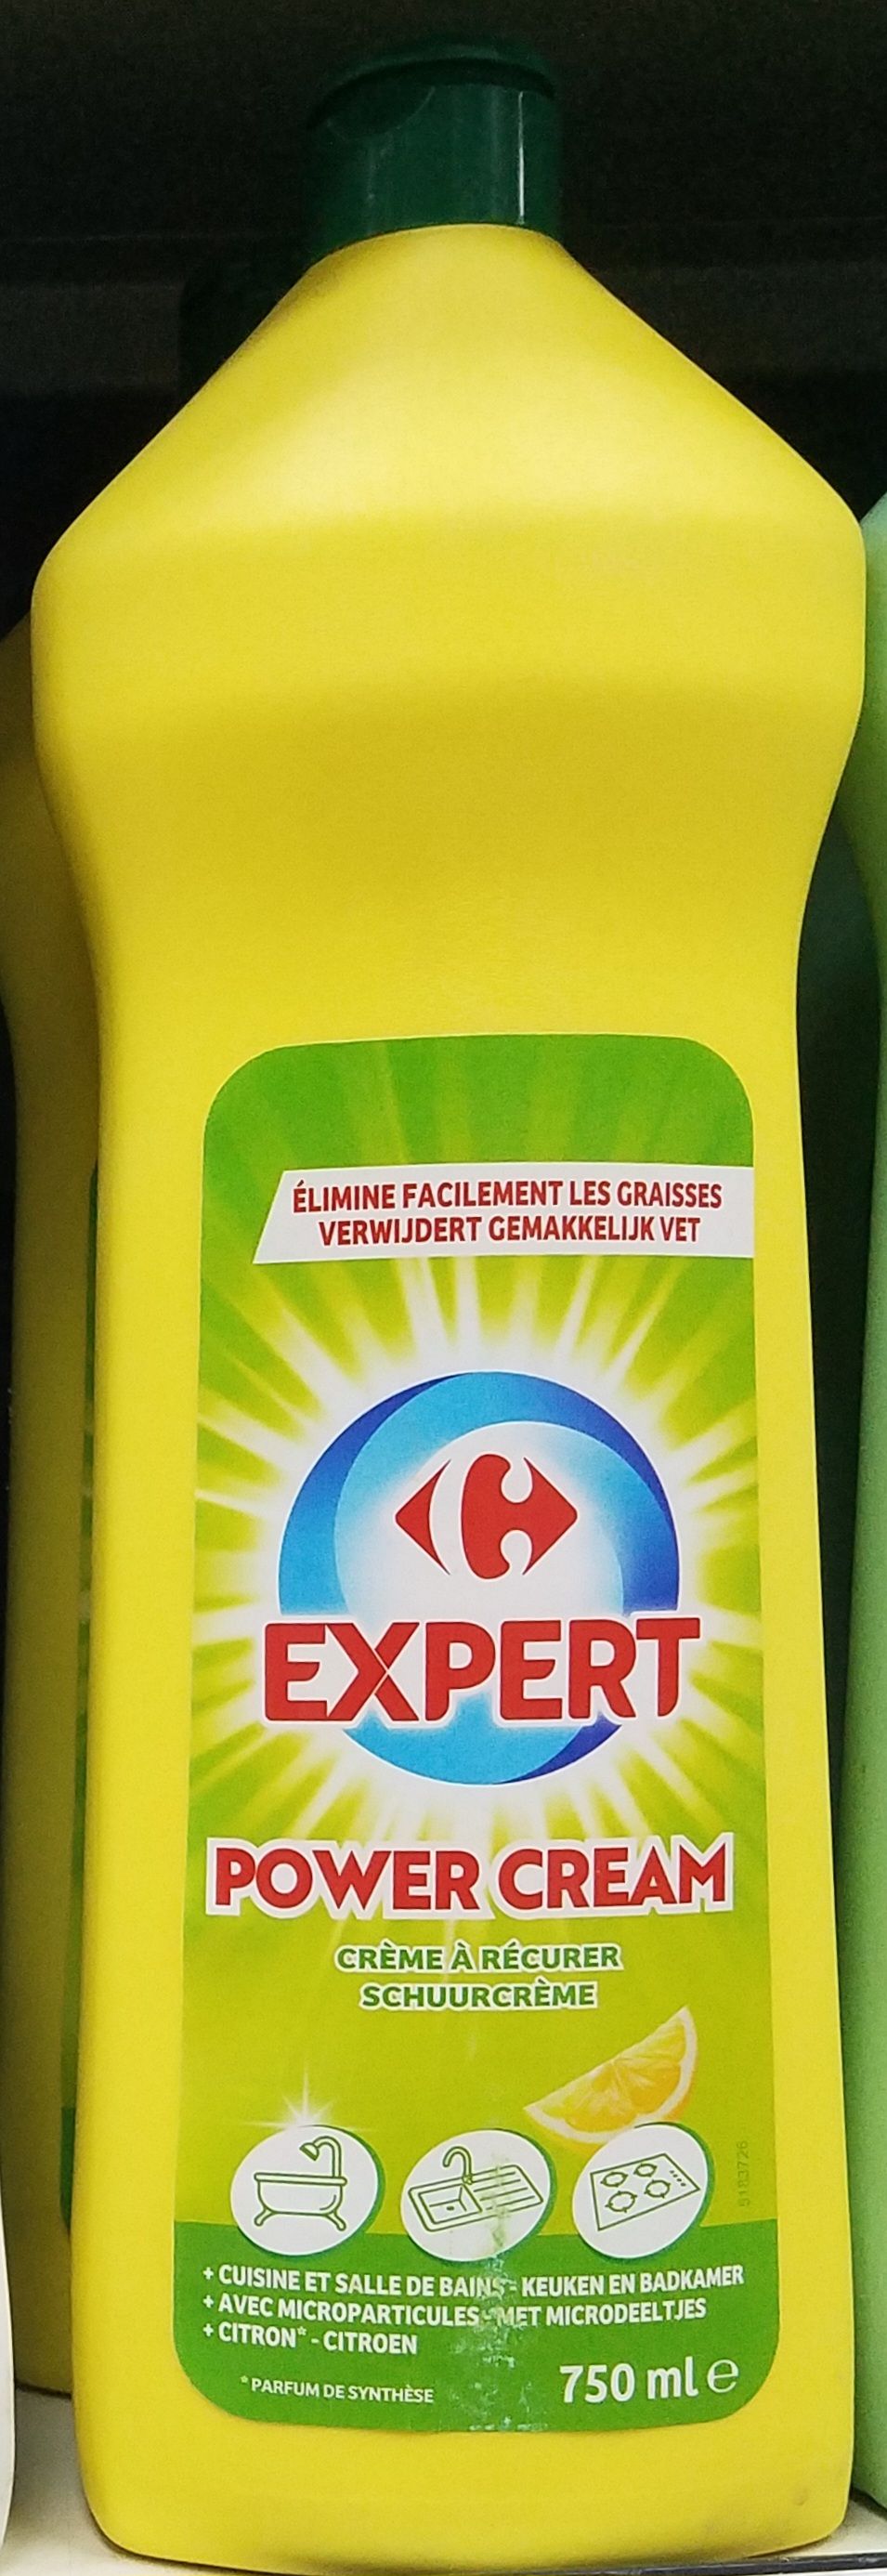 ÉLIMINE FACILEMENT LES GRAISSES
VERWIJDERT GEMAKKELIJK VET
EXPERT
POWER CREAM
CRÈME À RÉCURER
SCHUURCRÈME
9183726
+ CUISINE ET SALLE DE BAINS - KEUKEN EN BADKAMER
+ AVEC MICROPARTICULES - MET MICRODEELTJES
+ CITRON* - CITROEN
* PARFUM DE SYNTHÈSE
750 ml e